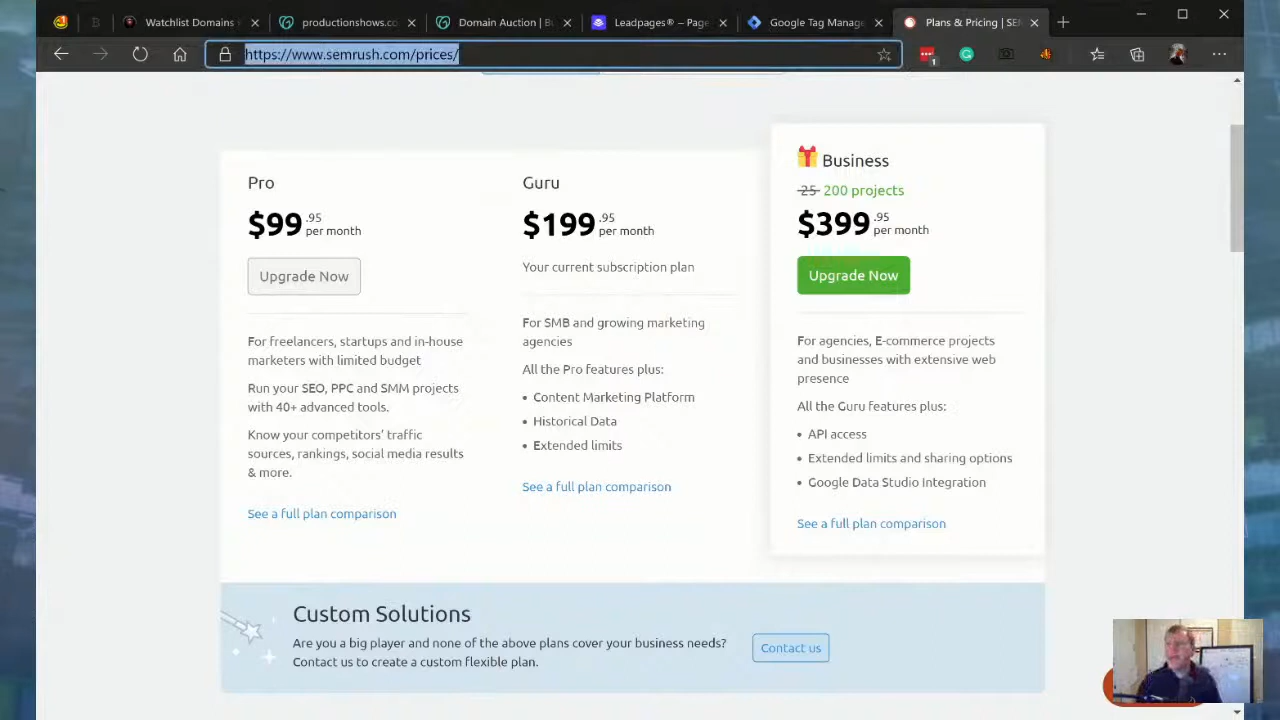 Watchlist Domains
productionshows.co
Domain Auction | Bu
Leadpages® – Page
Google Tag Manage
Plans & Pricing | SEM
https://www.semrush.com/prices/
1
Pro
$99 .95
per month
Upgrade Now
For freelancers, startups and in-house
marketers with limited budget
Run your SEO, PPC and SMM projects
with 40+ advanced tools.
Know your competitors’ traffic
sources, rankings, social media results
& more.
See a full plan comparison
Guru
$199 .95
per month
Your current subscription plan
For SMB and growing marketing
agencies
All the Pro features plus:
• Content Marketing Platform
• Historical Data
• Extended limits
See a full plan comparison
Business
25 200 projects
$399 .95
per month
Upgrade Now
For agencies, E-commerce projects
and businesses with extensive web
presence
All the Guru features plus:
• API access
• Extended limits and sharing options
• Google Data Studio Integration
See a full plan comparison
Custom Solutions
Are you a big player and none of the above plans cover your business needs?
Contact us to create a custom flexible plan.
Contact us